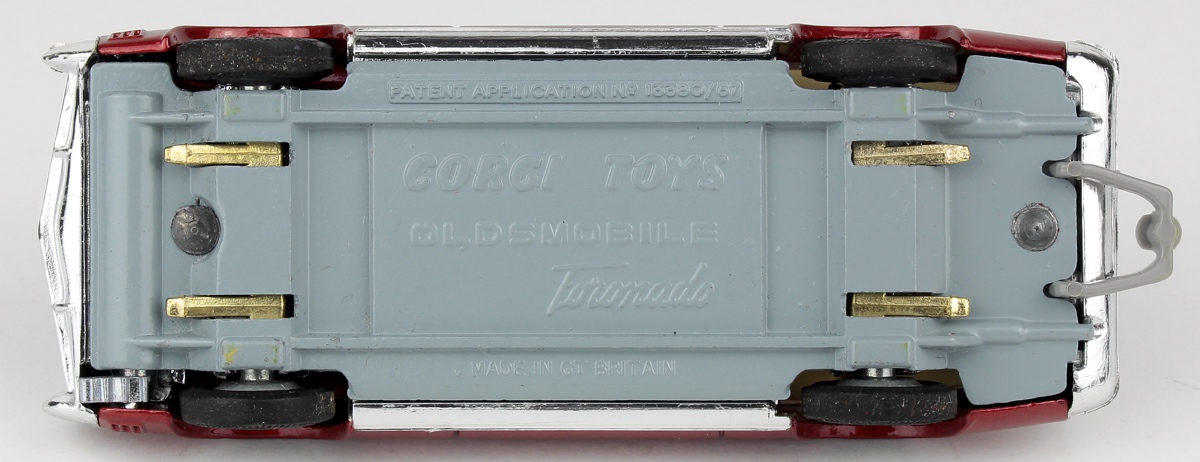 PATENT APPLICATION Nº 13380/57
CORGI TOYS
OLDSMOBILE
Toronado
MADE IN GT BRITAIN